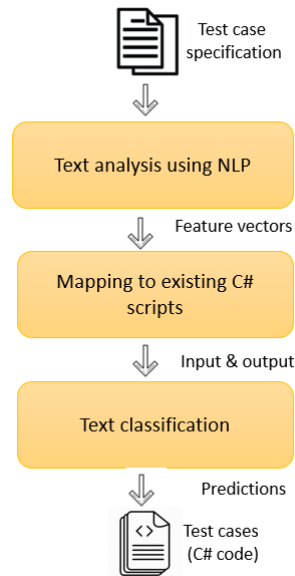 Test case
specification
Text analysis using NLP
Feature vectors
Mapping to existing C#
scripts
Input & output
Text classification
Predictions
Test cases
(C# code)